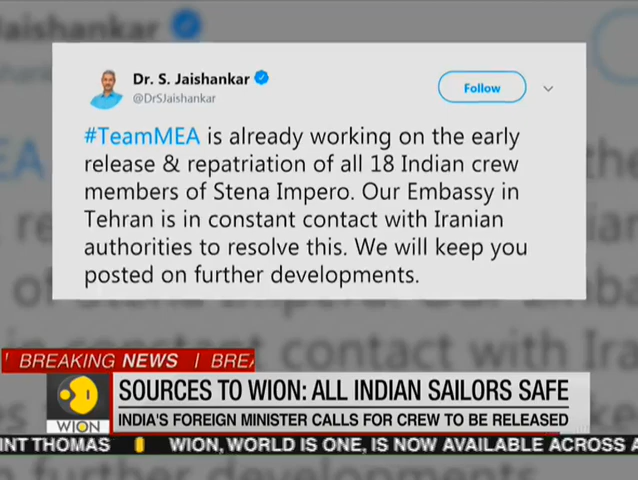 Dr. S. Jaishankar
@DrSJaishankar
Follow
#TeamMEA is already working on the early
release & repatriation of all 18 Indian crew
members of Stena Impero. Our Embassy in
Tehran is in constant contact with Iranian
authorities to resolve this. We will keep you
posted on further developments.
' BREAKING NEWS | BREA
SOURCES TO WION: ALL INDIAN SAILORS SAFE
INDIA'S FOREIGN MINISTER CALLS FOR CREW TO BE RELEASED
WION
INT THOMAS WION, WORLD IS ONE, IS NOW AVAILABLE ACROSS A